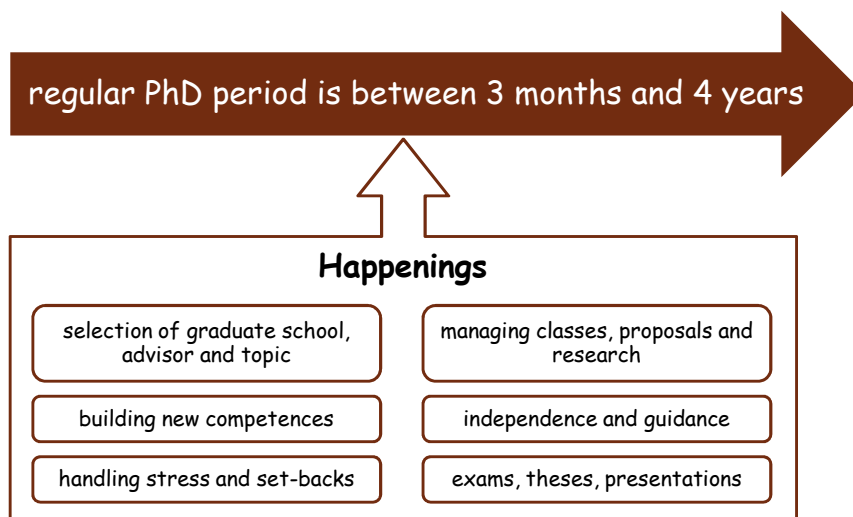 regular PhD period is between 3 months and 4 years
Happenings
selection of graduate school,
advisor and topic
managing classes, proposals and
research
building new competences
independence and guidance
handling stress and set-backs
exams, theses, presentations